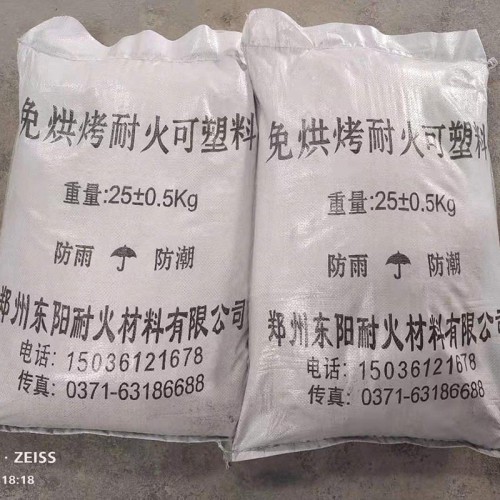 免烘烤耐火可塑料
重量:25±0.5Kg
防雨 防潮
郑州东阳耐火材料有限公司
电话: 15036121678
传真: 0371-63186688
免烘烤耐火可塑料
重量:25±0.5Kg
防雨 防潮
郑州东阳耐火材料有限公司
电话: 15036121678
传真: 0371-63186688
· ZEISS
18:18